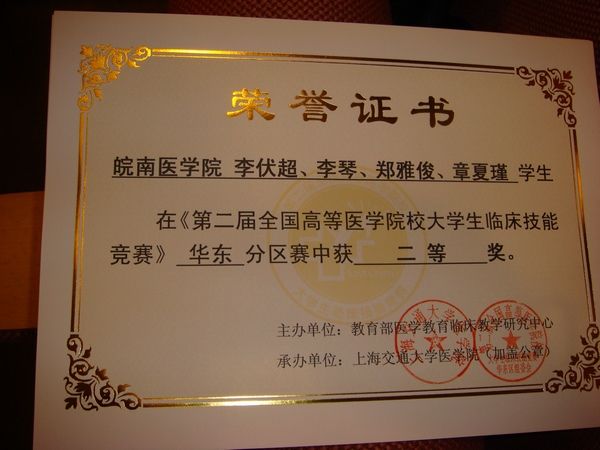 荣誉证书
皖南医学院 李伏超、李琴、郑雅俊、章夏瑾 学生
在《第二届全国高等医学院校大学生临床技能
竞赛》 华东 分区赛中获 二等 奖。
主办单位：教育部医学教育临床教学研究中心
承办单位：上海交通大学医学院（加盖公章）